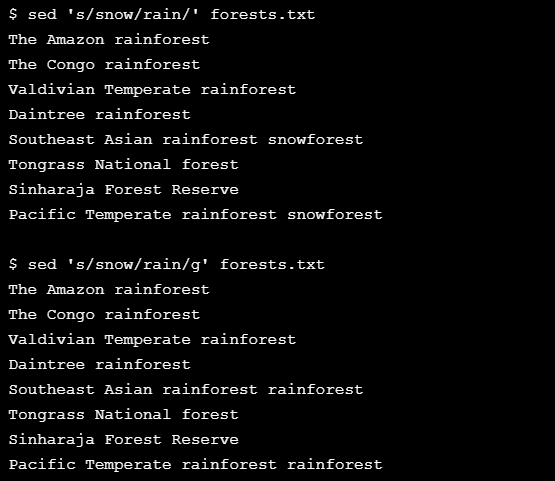 $ sed 's/snow/rain/' forests.txt
The Amazon rainforest
The Congo rainforest
Valdivian Temperate rainforest
Daintree rainforest
Southeast Asian rainforest snowforest
Tongrass National forest
Sinharaja Forest Reserve
Pacific Temperate rainforest snowforest
$ sed 's/snow/rain/g' forests.txt
The Amazon rainforest
The Congo rainforest
Valdivian Temperate rainforest
Daintree rainforest
Southeast Asian rainforest rainforest
Tongrass National forest
Sinharaja Forest Reserve
Pacific Temperate rainforest rainforest